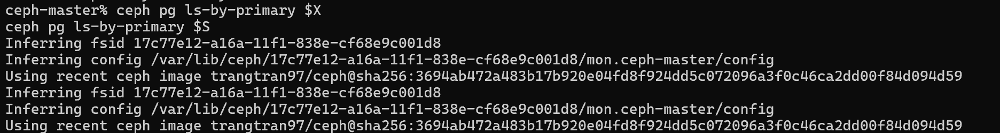 ceph-master% ceph pg ls-by-primary $X
ceph pg ls-by-primary $S
Inferring fsid 17c77e12-a16a-11f1-838e-cf68e9c001d8
Inferring config /var/lib/ceph/17c77e12-a16a-11f1-838e-cf68e9c001d8/mon.ceph-master/config
Using recent ceph image trangtran97/ceph@sha256:3694ab472a483b17b920e04fd8f924dd5c072096a3f0c46ca2dd00f84d094d59
Inferring fsid 17c77e12-a16a-11f1-838e-cf68e9c001d8
Inferring config /var/lib/ceph/17c77e12-a16a-11f1-838e-cf68e9c001d8/mon.ceph-master/config
Using recent ceph image trangtran97/ceph@sha256:3694ab472a483b17b920e04fd8f924dd5c072096a3f0c46ca2dd00f84d094d59